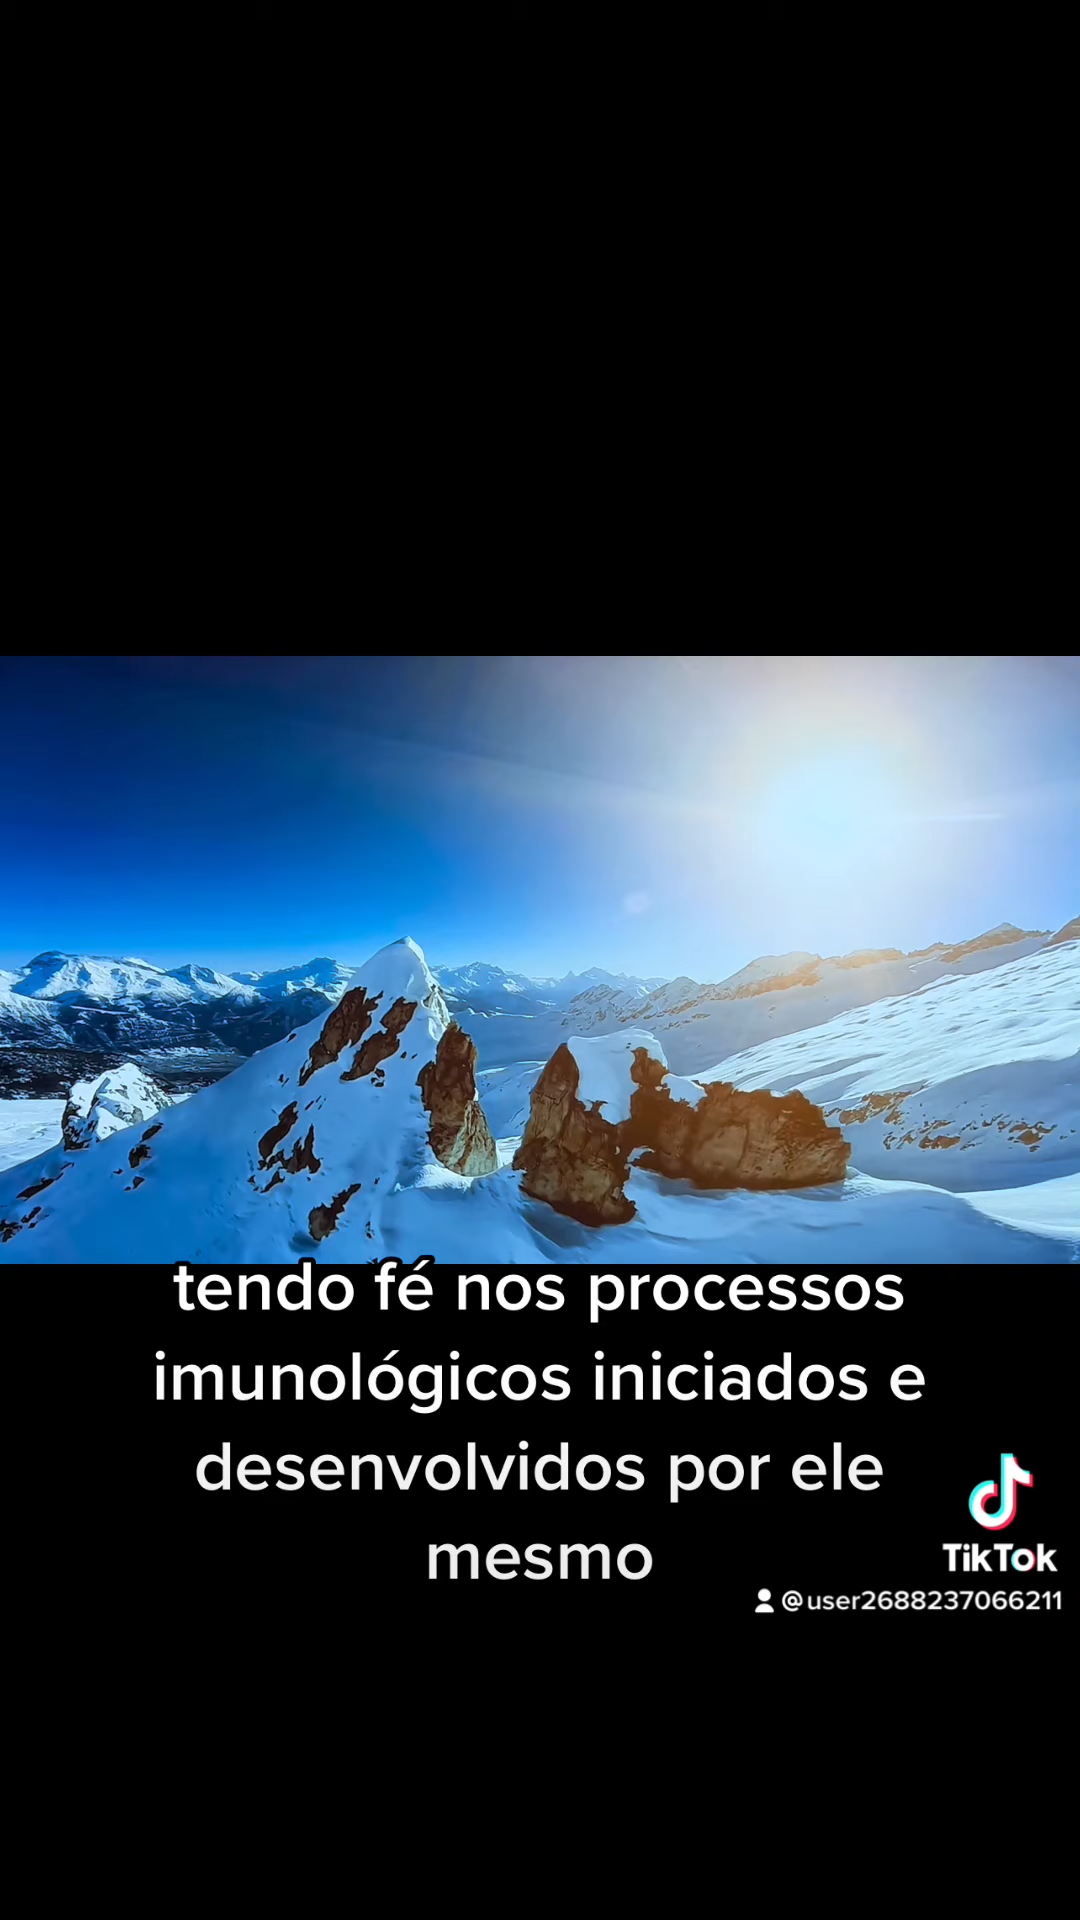 tendo fé nos processos
imunológicos iniciados e
desenvolvidos por ele
mesmo
TikTok
@user2688237066211